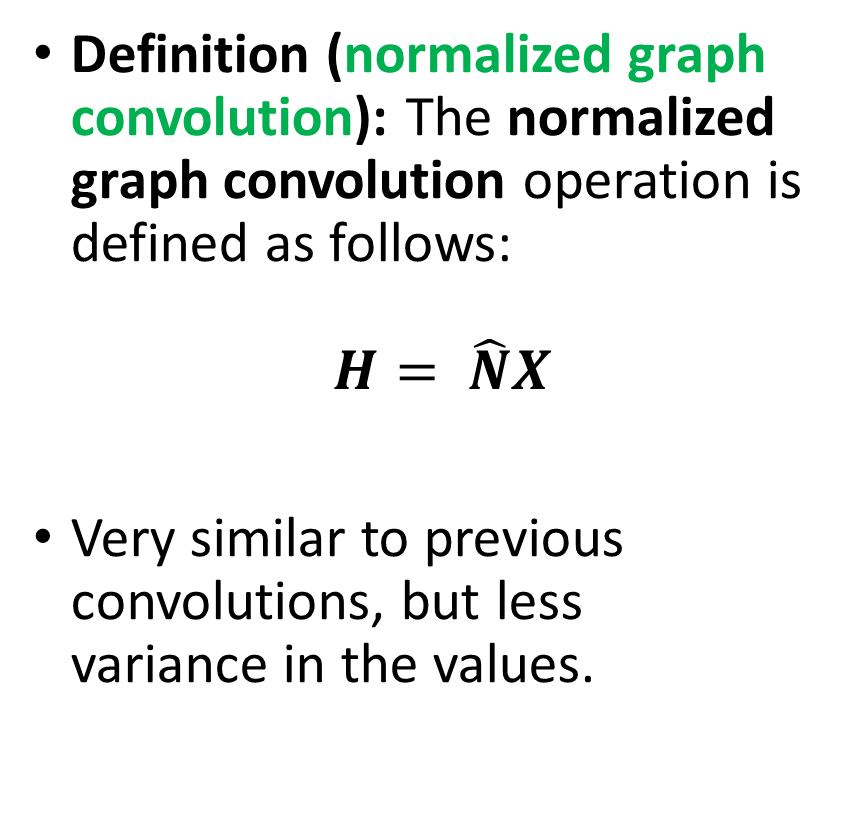 • Definition (normalized graph
convolution): The normalized
graph convolution operation is
defined as follows:
H = N̂X
• Very similar to previous
convolutions, but less
variance in the values.